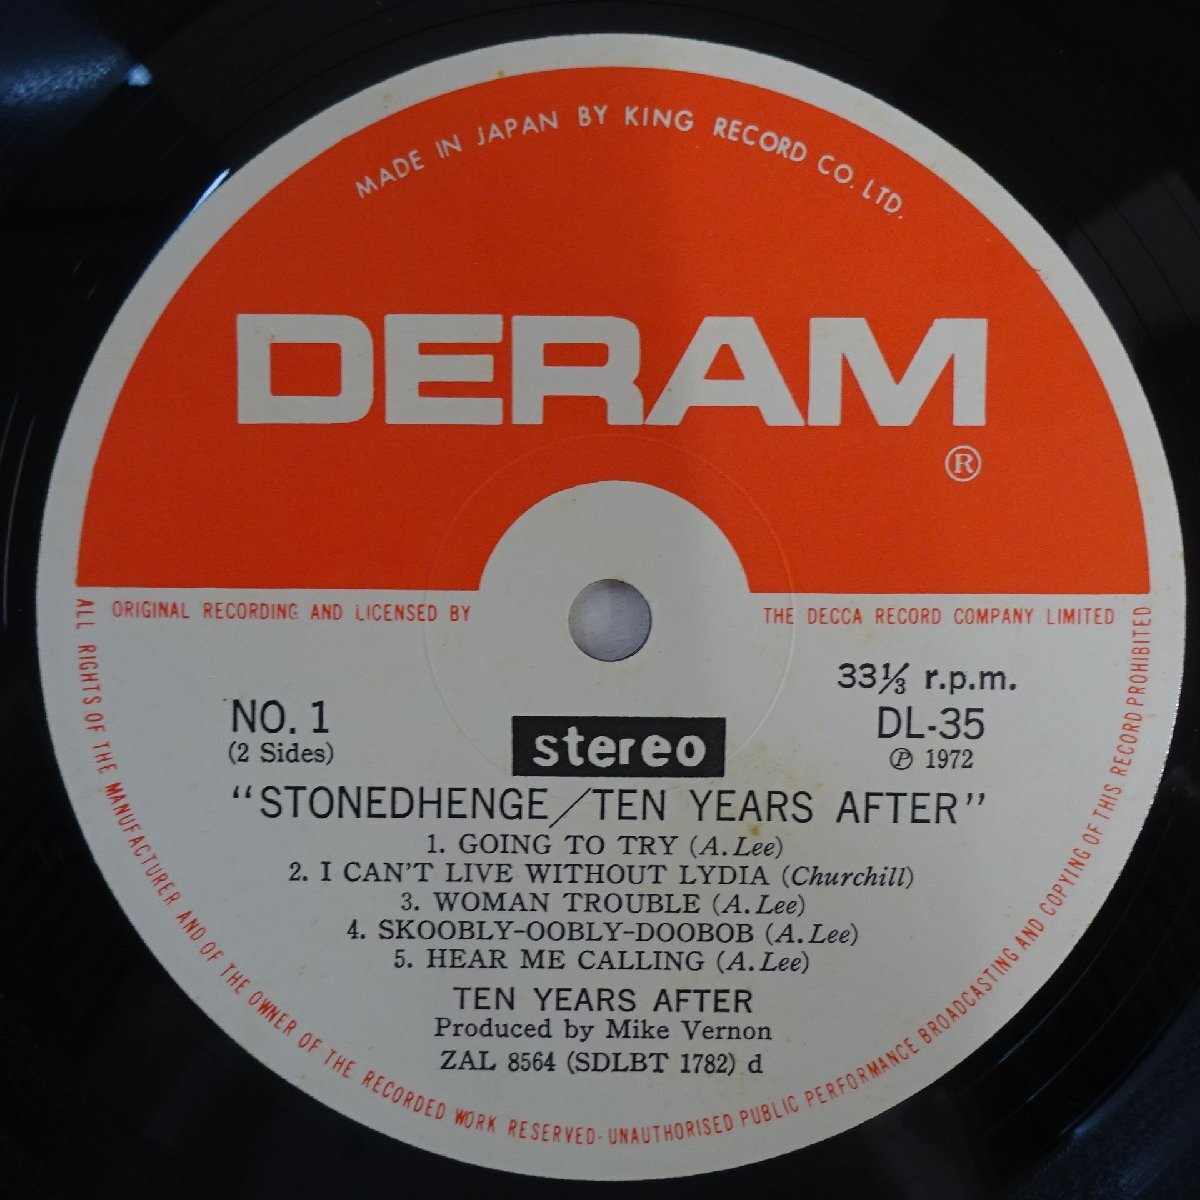 MADE IN JAPAN BY KING RECORD CO. LTD.
DERAM
®
ORIGINAL RECORDING AND LICENSED BY THE DECCA RECORD COMPANY LIMITED
ALL RIGHTS OF THE MANUFACTURER AND OF THE OWNER OF THE RECORDED WORK RESERVED·UNAUTHORISED PUBLIC PERFORMANCE BROADCASTING AND COPYING OF THIS RECORD PROHIBITED
33⅓ r.p.m.
NO. 1
(2 Sides)
stereo
DL-35
℗ 1972
“STONEDHENGE／TEN YEARS AFTER”
1. GOING TO TRY (A. Lee)
2. I CAN'T LIVE WITHOUT LYDIA (Churchill)
3. WOMAN TROUBLE (A. Lee)
4. SKOOBLY-OOBLY-DOOBOB (A. Lee)
5. HEAR ME CALLING (A. Lee)
TEN YEARS AFTER
Produced by Mike Vernon
ZAL 8564 (SDLBT 1782) d